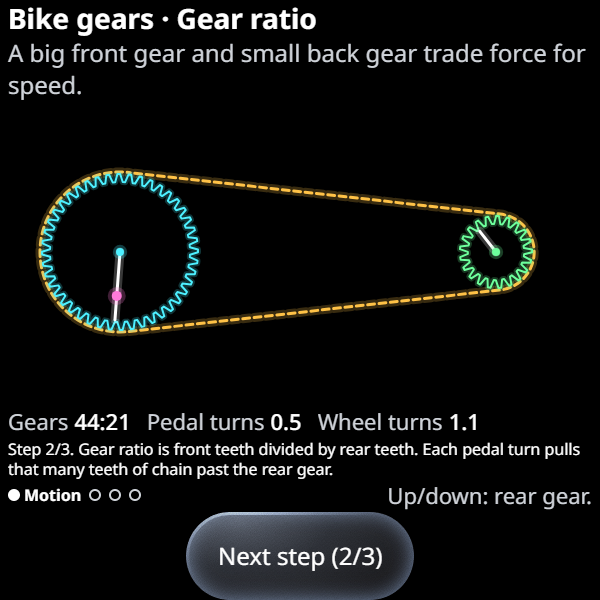 Bike gears · Gear ratio
A big front gear and small back gear trade force for
speed.
Gears 44:21 Pedal turns 0.5 Wheel turns 1.1
Step 2/3. Gear ratio is front teeth divided by rear teeth. Each pedal turn pulls
that many teeth of chain past the rear gear.
Motion
Up/down: rear gear.
Next step (2/3)